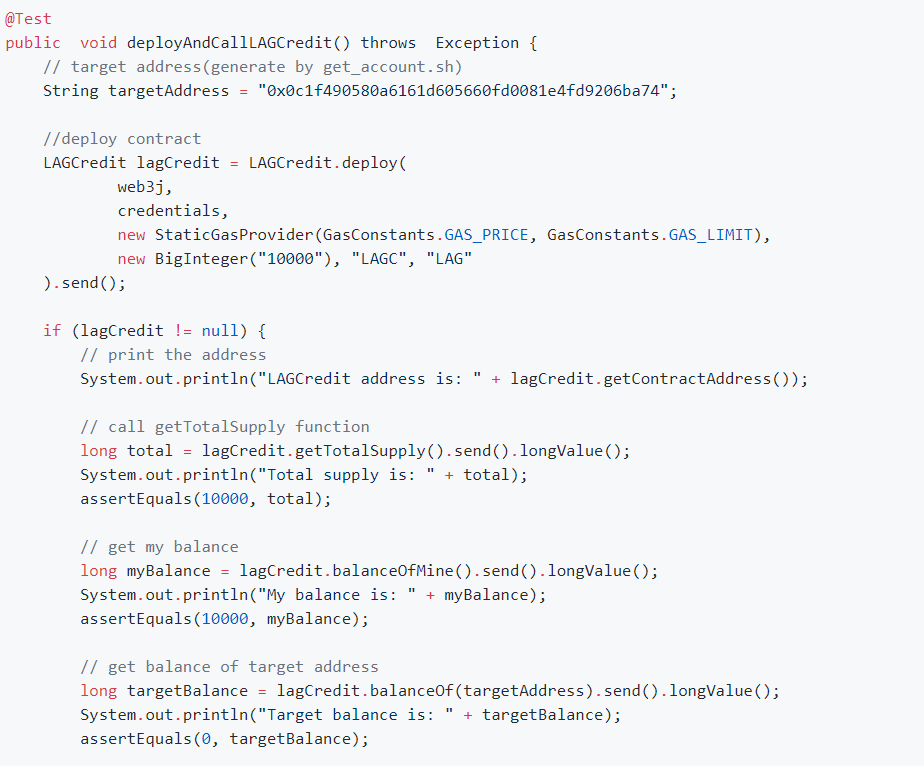 @Test
public  void deployAndCallLAGCredit() throws  Exception {
    // target address(generate by get_account.sh)
    String targetAddress = "0x0c1f490580a6161d605660fd0081e4fd9206ba74";

    //deploy contract
    LAGCredit lagCredit = LAGCredit.deploy(
            web3j,
            credentials,
            new StaticGasProvider(GasConstants.GAS_PRICE, GasConstants.GAS_LIMIT),
            new BigInteger("10000"), "LAGC", "LAG"
    ).send();

    if (lagCredit != null) {
        // print the address
        System.out.println("LAGCredit address is: " + lagCredit.getContractAddress());

        // call getTotalSupply function
        long total = lagCredit.getTotalSupply().send().longValue();
        System.out.println("Total supply is: " + total);
        assertEquals(10000, total);

        // get my balance
        long myBalance = lagCredit.balanceOfMine().send().longValue();
        System.out.println("My balance is: " + myBalance);
        assertEquals(10000, myBalance);

        // get balance of target address
        long targetBalance = lagCredit.balanceOf(targetAddress).send().longValue();
        System.out.println("Target balance is: " + targetBalance);
        assertEquals(0, targetBalance);